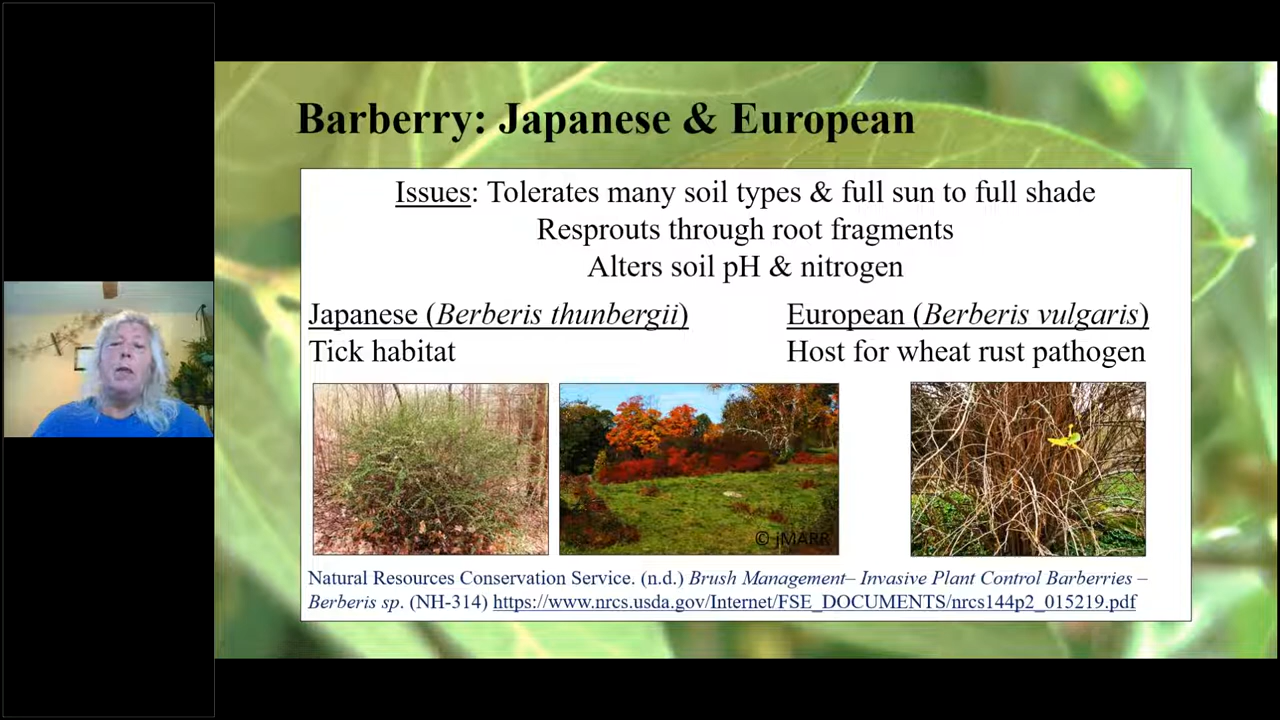 Barberry: Japanese & European
Issues: Tolerates many soil types & full sun to full shade
Resprouts through root fragments
Alters soil pH & nitrogen
Japanese (Berberis thunbergii)
Tick habitat
European (Berberis vulgaris)
Host for wheat rust pathogen
© jMARR
Natural Resources Conservation Service. (n.d.) Brush Management– Invasive Plant Control Barberries –
Berberis sp. (NH-314) https://www.nrcs.usda.gov/Internet/FSE_DOCUMENTS/nrcs144p2_015219.pdf